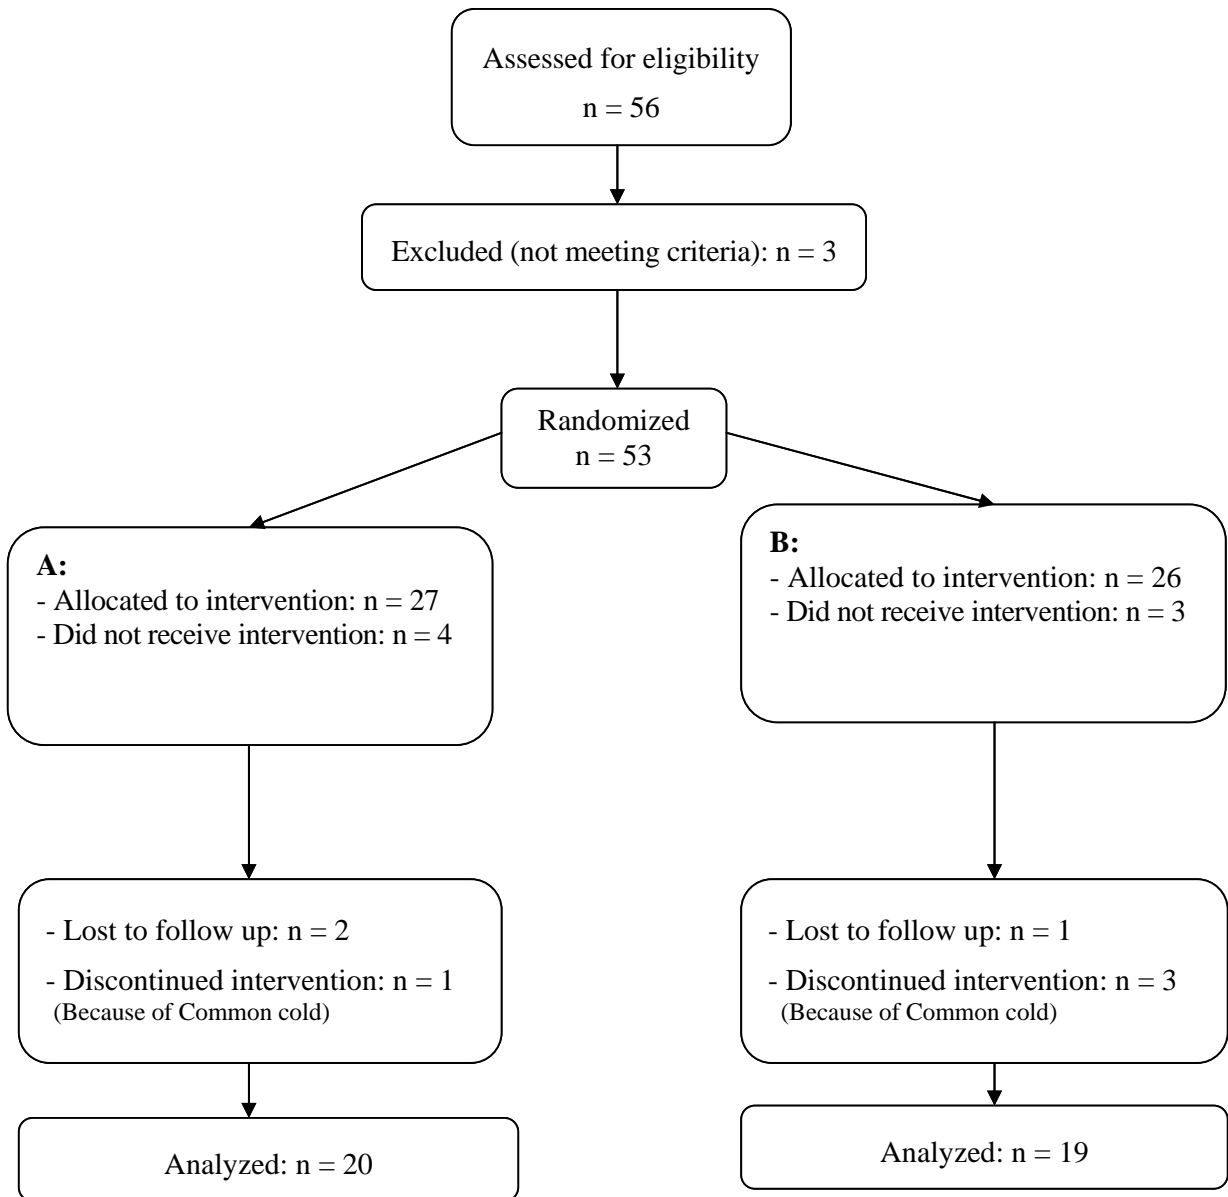 Assessed for eligibility
n = 56
Excluded (not meeting criteria): n = 3
Randomized
n = 53
A:
- Allocated to intervention: n = 27
- Did not receive intervention: n = 4
B:
- Allocated to intervention: n = 26
- Did not receive intervention: n = 3
- Lost to follow up: n = 2
- Discontinued intervention: n = 1
(Because of Common cold)
- Lost to follow up: n = 1
- Discontinued intervention: n = 3
(Because of Common cold)
Analyzed: n = 20
Analyzed: n = 19